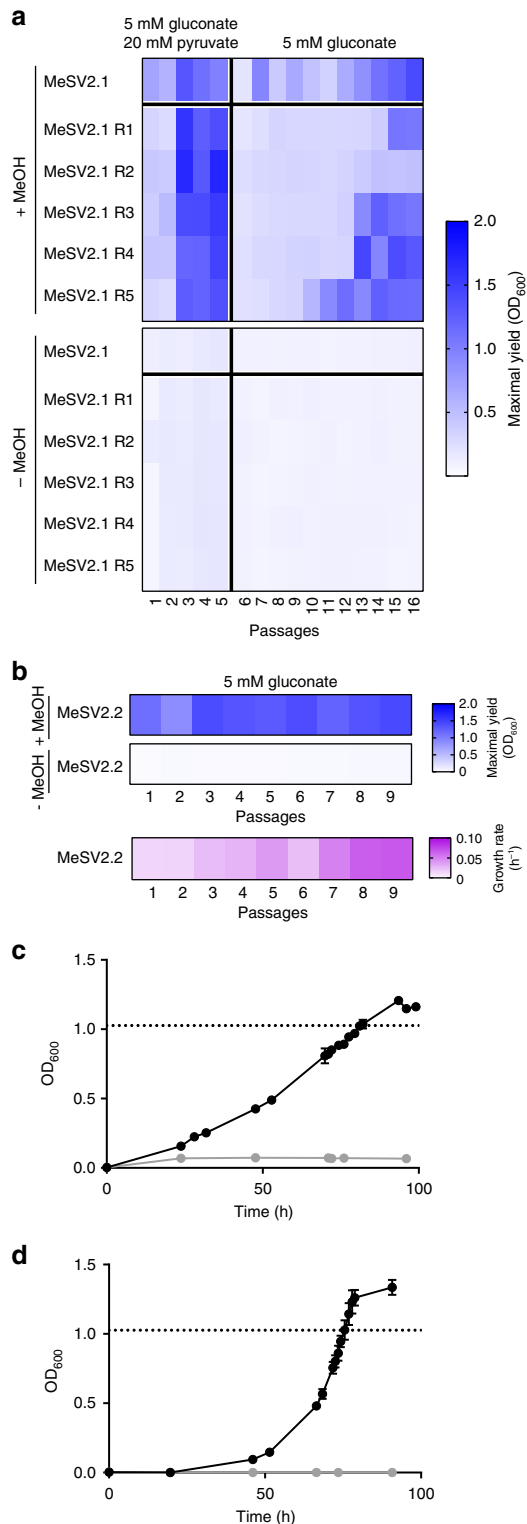 a
5 mM gluconate
20 mM pyruvate
5 mM gluconate
+ MeOH
MeSV2.1
MeSV2.1 R1
MeSV2.1 R2
MeSV2.1 R3
MeSV2.1 R4
MeSV2.1 R5
– MeOH
MeSV2.1
MeSV2.1 R1
MeSV2.1 R2
MeSV2.1 R3
MeSV2.1 R4
MeSV2.1 R5
1 2 3 4 5 6 7 8 9 10 11 12 13 14 15 16
Passages
2.0
1.5
1.0
0.5
Maximal yield (OD600)
b
5 mM gluconate
+ MeOH
MeSV2.2
- MeOH
MeSV2.2
1 2 3 4 5 6 7 8 9
Passages
2.0
1.5
1.0
0.5
0
Maximal yield
(OD600)
MeSV2.2
1 2 3 4 5 6 7 8 9
Passages
0.10
0.05
0
Growth rate
(h⁻¹)
c
1.5
1.0
0.5
0.0
OD600
0 50 100
Time (h)
d
1.5
1.0
0.5
0.0
OD600
0 50 100
Time (h)